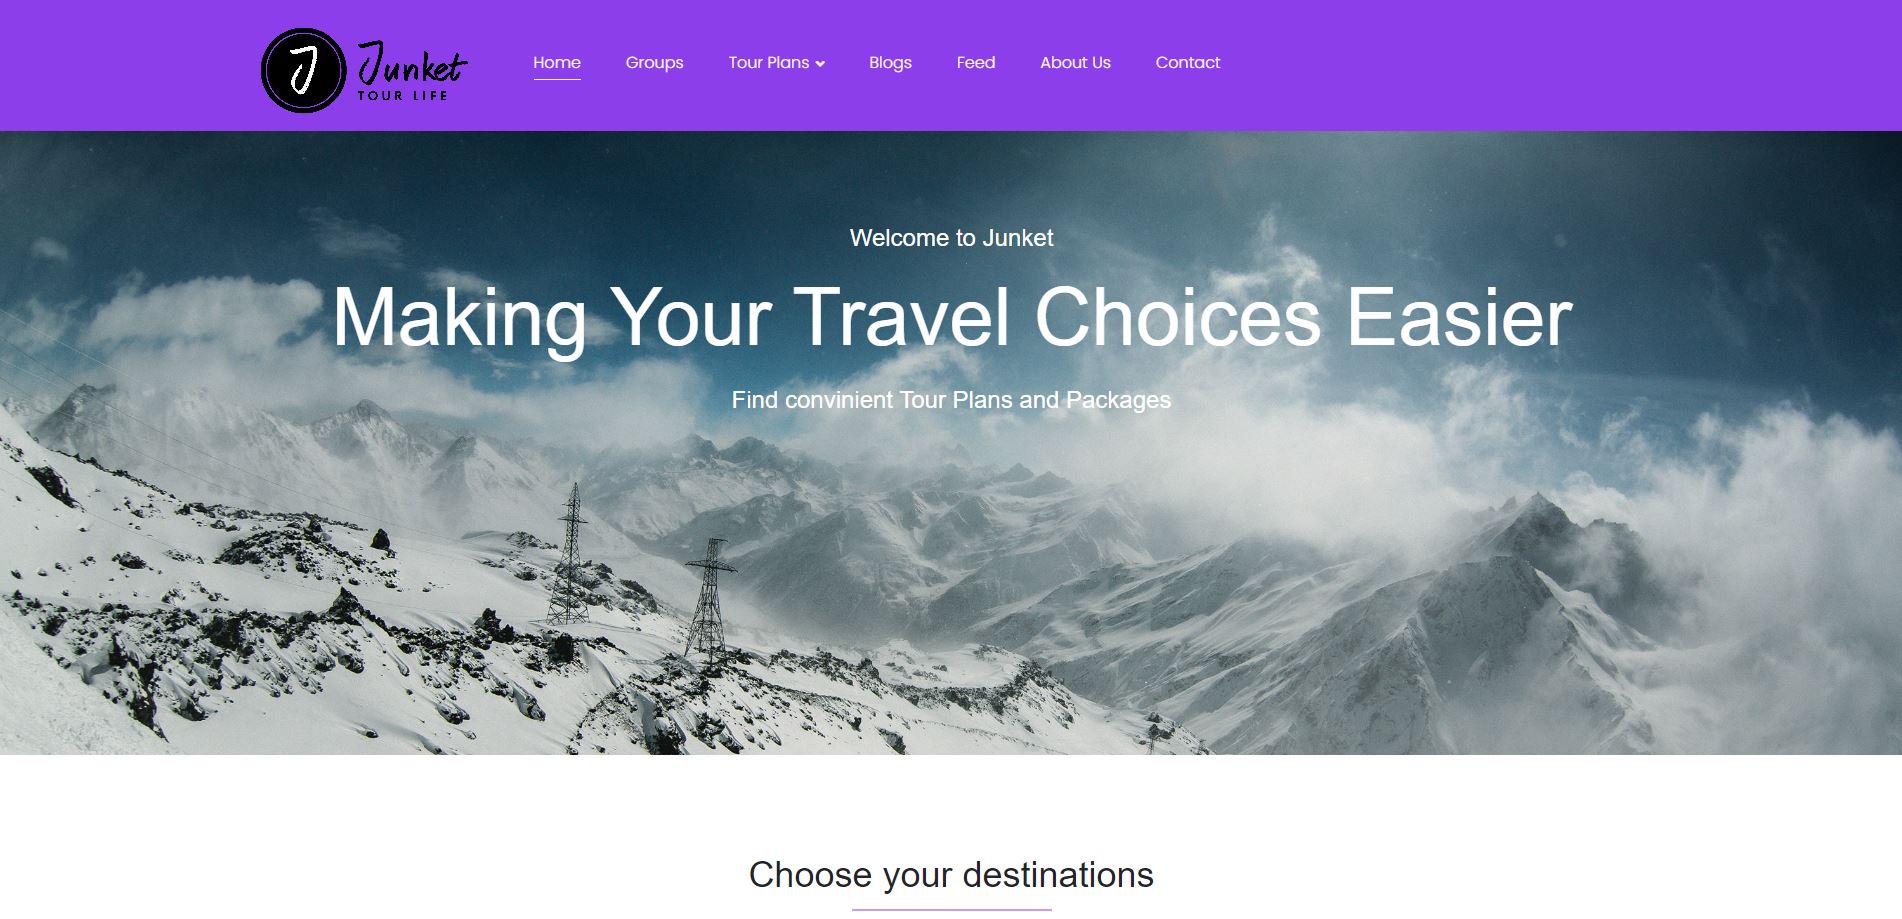 J Junket
TOUR LIFE
Home Groups Tour Plans Blogs Feed About Us Contact
Welcome to Junket
Making Your Travel Choices Easier
Find convinient Tour Plans and Packages
Choose your destinations